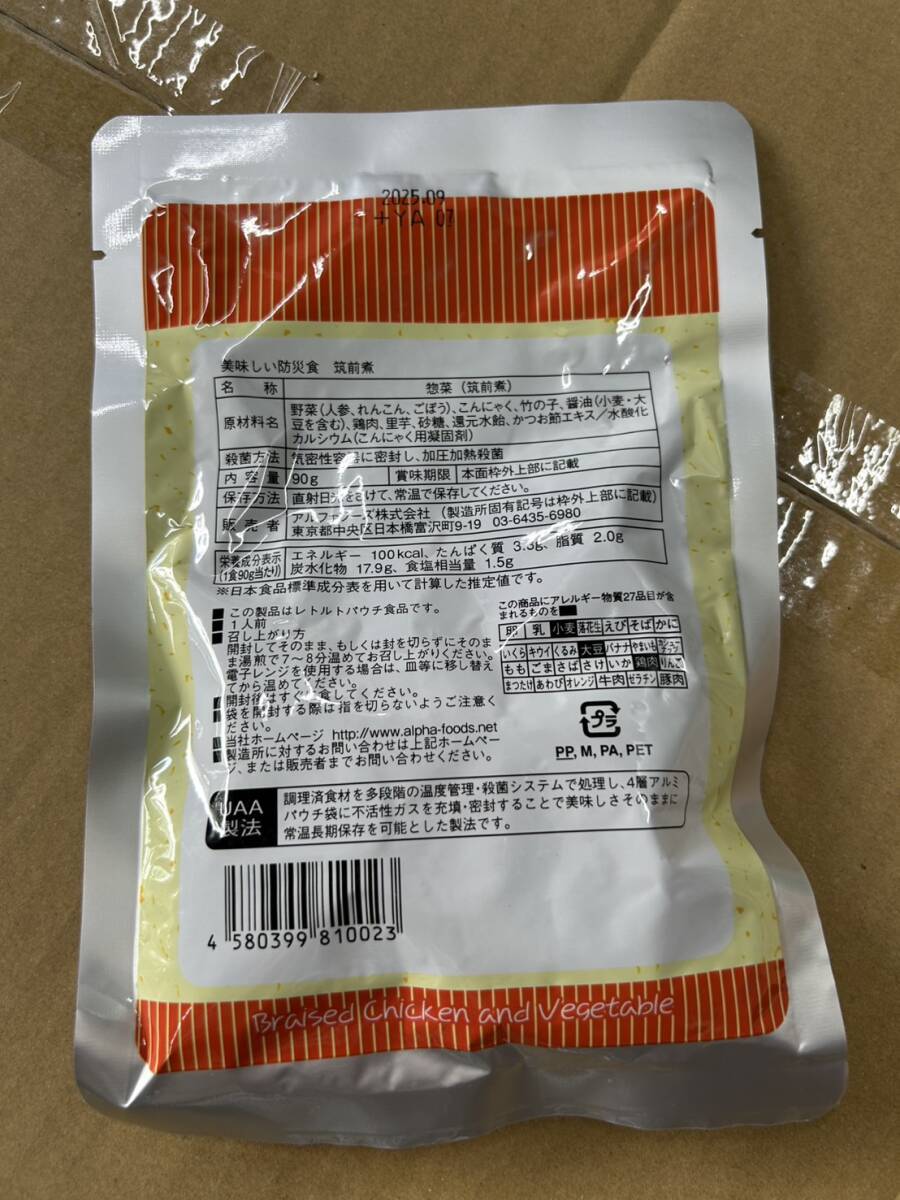 2025.09
+YA 07
美味しい防災食 筑前煮
名 称 惣菜（筑前煮）
原材料名 野菜（人参、れんこん、ごぼう）、こんにゃく、竹の子、醤油（小麦・大
豆を含む）、鶏肉、里芋、砂糖、還元水飴、かつお節エキス／水酸化
カルシウム（こんにゃく用凝固剤）
殺菌方法 気密性容器に密封し、加圧加熱殺菌
内 容 量 90g 賞味期限 本面枠外上部に記載
保存方法 直射日光をさけて、常温で保存してください。
販 売 者 アルファフーズ株式会社 （製造所固有記号は枠外上部に記載）
東京都中央区日本橋富沢町9-19 03-6435-6980
栄養成分表示 エネルギー 100kcal、たんぱく質 3.3g、脂質 2.0g
(1食90g当たり) 炭水化物 17.9g、食塩相当量 1.5g
※日本食品標準成分表を用いて計算した推定値です。
■この製品はレトルトパウチ食品です。
■1人前
■召し上がり方
開封してそのまま、もしくは封を切らずにそのま
ま湯煎で7～8分温めてお召し上がりください。
電子レンジを使用する場合は、皿等に移し替え
てから温めてください。
■開封後はすぐ食してください。
■袋を開封する際は指を切らないようご注意く
ださい。
■当社ホームページ http://www.alpha-foods.net
■製造所に対するお問い合わせは上記ホームペー
ジ、または販売者までお問い合わせください。
この商品にアレルギー物質27品目が含
まれるものを■
卵 乳 小麦 落花生 えび そば かに
いくら キウイ くるみ 大豆 バナナ やまいも カシューナッツ
もも ごま さば さけ いか 鶏肉 りんご
まつたけ あわび オレンジ 牛肉 ゼラチン 豚肉
プラ
PP, M, PA, PET
UAA
製法
調理済食材を多段階の温度管理・殺菌システムで処理し、4層アルミ
パウチ袋に不活性ガスを充填・密封することで美味しさそのままに
常温長期保存を可能とした製法です。
4 580399 810023
Braised Chicken and Vegetable